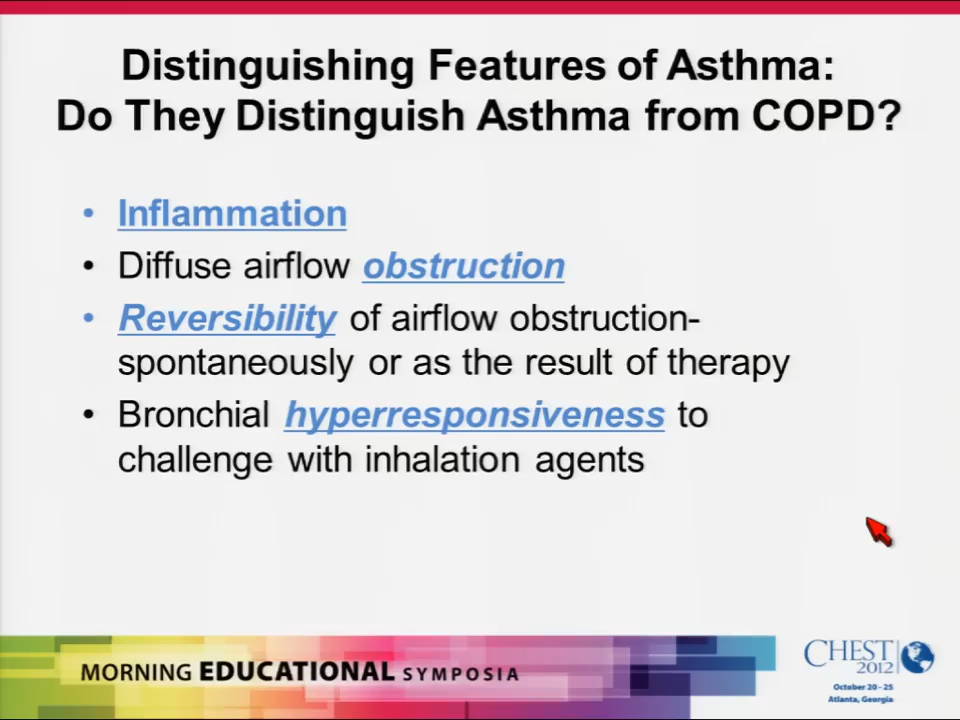 Distinguishing Features of Asthma:
Do They Distinguish Asthma from COPD?
• Inflammation
• Diffuse airflow obstruction
• Reversibility of airflow obstruction-
spontaneously or as the result of therapy
• Bronchial hyperresponsiveness to
challenge with inhalation agents
MORNING EDUCATIONAL SYMPOSIA
CHEST
2012
October 20 - 25
Atlanta, Georgia